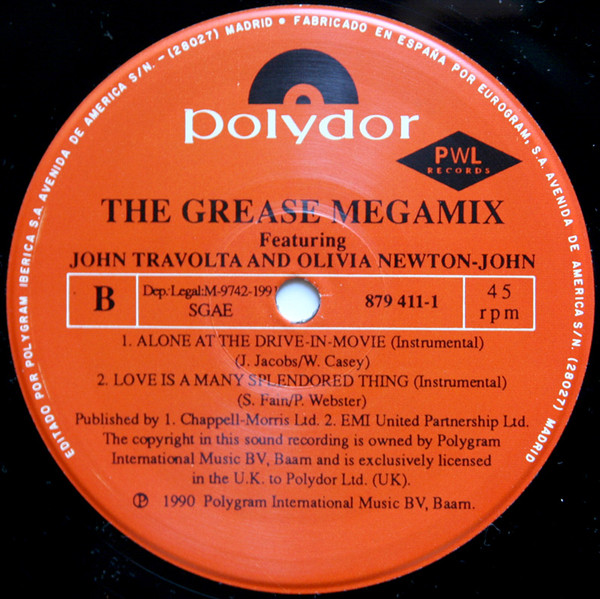 EDITADO POR POLYGRAM IBERICA S.A. AVENIDA DE AMERICA S/N. - (28027) MADRID • FABRICADO EN ESPAÑA POR EUROGRAM, S.A. AVENIDA DE AMERICA S/N. (28027) MADRID
polydor
PWL
RECORDS
THE GREASE MEGAMIX
Featuring
JOHN TRAVOLTA AND OLIVIA NEWTON-JOHN
B
Dep:Legal:M-9742-1991
SGAE
879 411-1
45
rpm
1. ALONE AT THE DRIVE-IN-MOVIE (Instrumental)
(J. Jacobs/W. Casey)
2. LOVE IS A MANY SPLENDORED THING (Instrumental)
(S. Fain/P. Webster)
Published by 1. Chappell-Morris Ltd. 2. EMI United Partnership Ltd.
The copyright in this sound recording is owned by Polygram
International Music BV, Baarn and is exclusively licensed
in the U.K. to Polydor Ltd. (UK).
℗ 1990 Polygram International Music BV, Baarn.